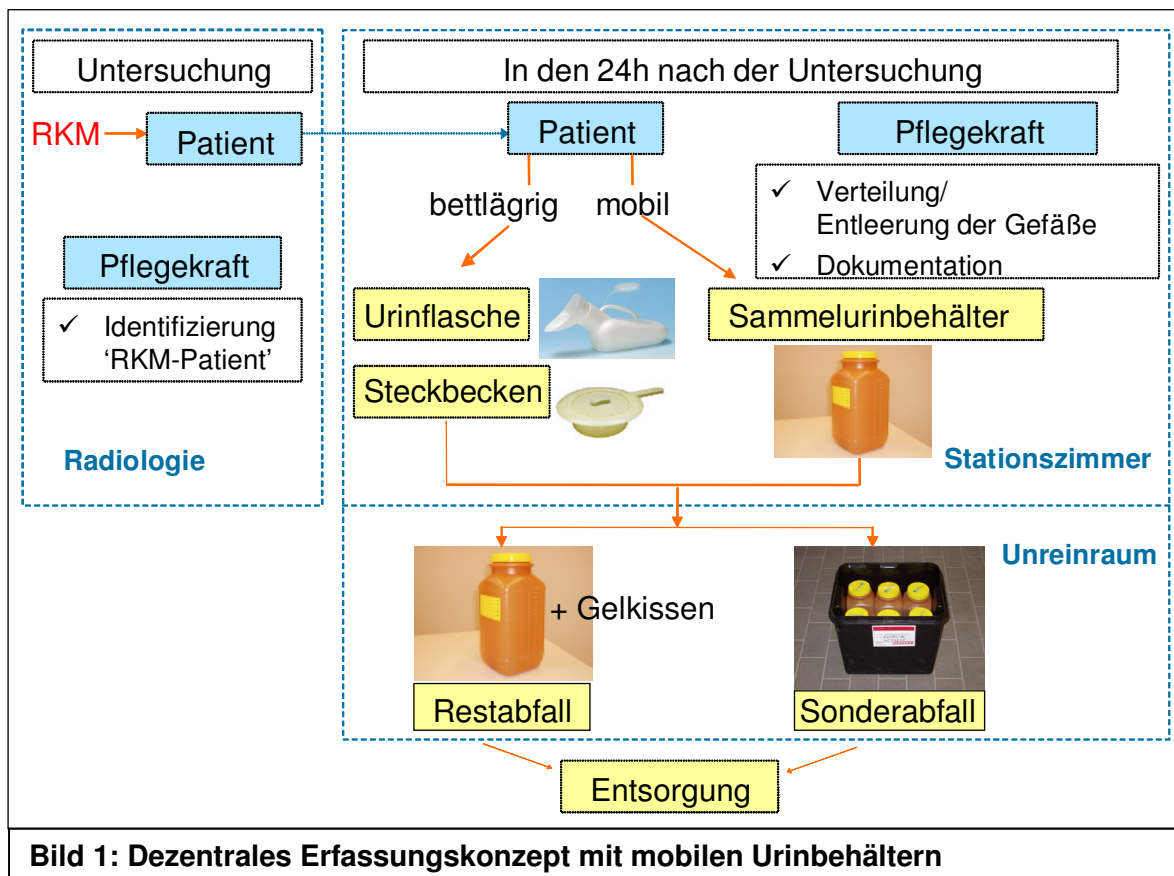 Untersuchung
RKM
Patient
Pflegekraft
✓ Identifizierung
‘RKM-Patient’
Radiologie
In den 24h nach der Untersuchung
Patient
Pflegekraft
bettlägrig
mobil
✓ Verteilung/
Entleerung der Gefäße
✓ Dokumentation
Urinflasche
Steckbecken
Sammelurinbehälter
Stationszimmer
Unreinraum
+ Gelkissen
Restabfall
Sonderabfall
Entsorgung
Bild 1: Dezentrales Erfassungskonzept mit mobilen Urinbehältern